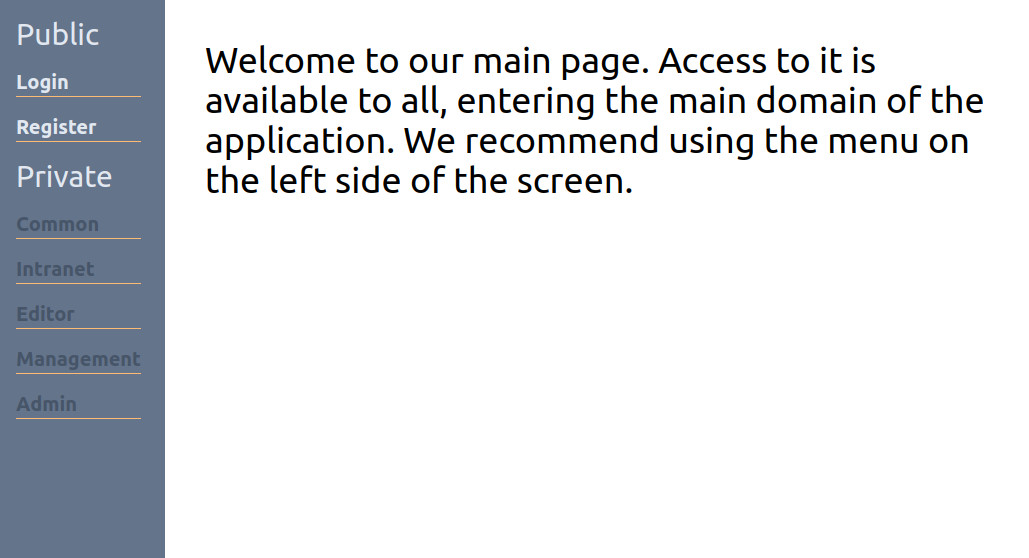 Public
Login
Register
Private
Common
Intranet
Editor
Management
Admin
Welcome to our main page. Access to it is
available to all, entering the main domain of the
application. We recommend using the menu on
the left side of the screen.